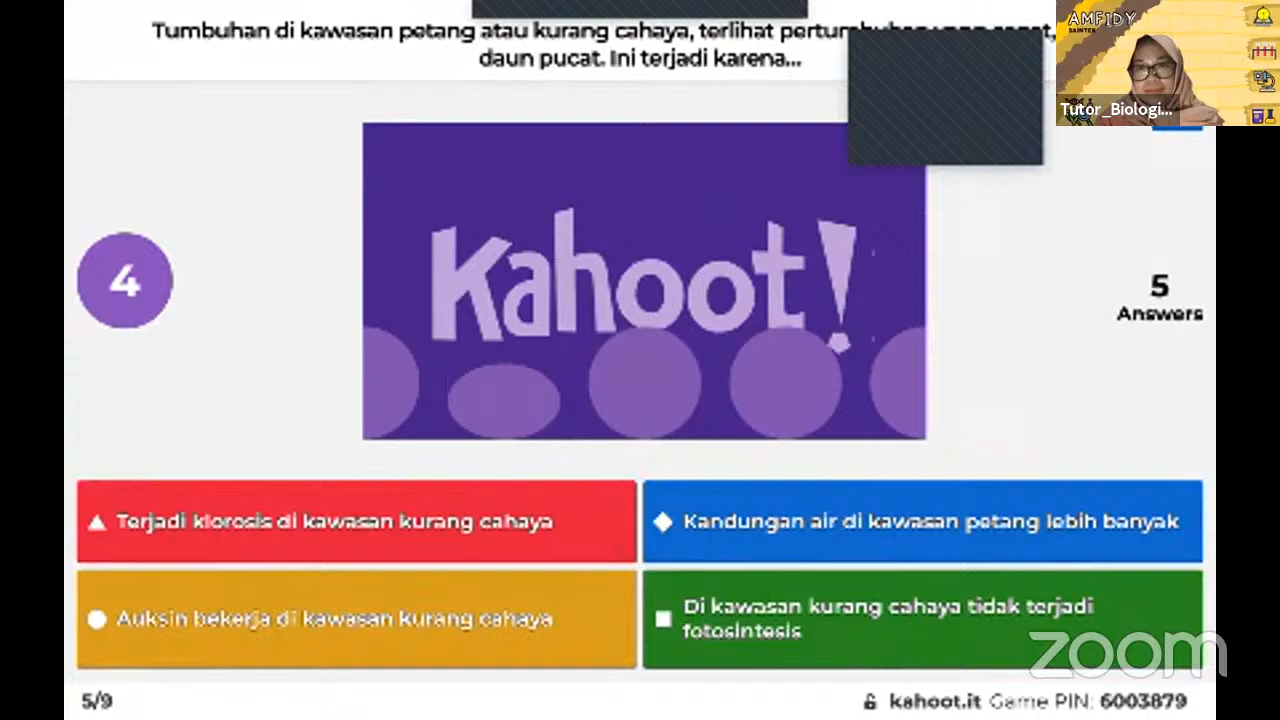 Tumbuhan di kawasan petang atau kurang cahaya, terlihat
daun pucat. Ini terjadi karena...
AMFIDY
SAINTEK
Tutor_Biologi...
Kahoot!
4
5
Answers
Terjadi klorosis di kawasan kurang cahaya
Kandungan air di kawasan petang lebih banyak
Auksin bekerja di kawasan kurang cahaya
Di kawasan kurang cahaya tidak terjadi
fotosintesis
zoom
5/9
kahoot.it Game PIN: 6003879